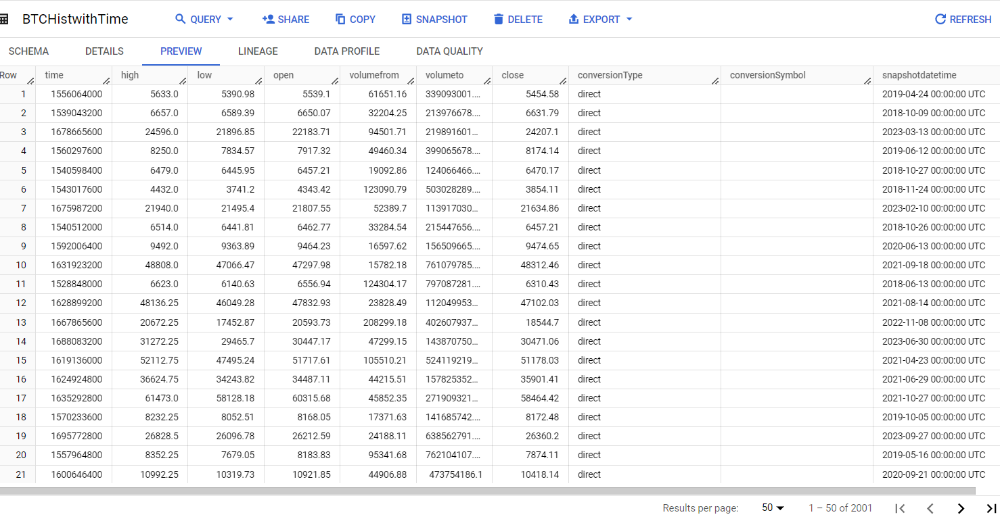 BTCHistwithTime QUERY SHARE COPY SNAPSHOT DELETE EXPORT REFRESH
SCHEMA DETAILS PREVIEW LINEAGE DATA PROFILE DATA QUALITY
Row time high low open volumefrom volumeto close conversionType conversionSymbol snapshotdatetime
1 1556064000 5633.0 5390.98 5539.1 61651.16 339093001.... 5454.58 direct 2019-04-24 00:00:00 UTC
2 1539043200 6657.0 6589.39 6650.07 32204.25 213976678.... 6631.79 direct 2018-10-09 00:00:00 UTC
3 1678665600 24596.0 21896.85 22183.71 94501.71 219891601... 24207.1 direct 2023-03-13 00:00:00 UTC
4 1560297600 8250.0 7834.57 7917.32 49460.34 399065678.... 8174.14 direct 2019-06-12 00:00:00 UTC
5 1540598400 6479.0 6445.95 6457.21 19092.86 124066466.... 6470.17 direct 2018-10-27 00:00:00 UTC
6 1543017600 4432.0 3741.2 4343.42 123090.79 503028289.... 3854.11 direct 2018-11-24 00:00:00 UTC
7 1675987200 21940.0 21495.4 21807.55 52389.7 113917030... 21634.86 direct 2023-02-10 00:00:00 UTC
8 1540512000 6514.0 6441.81 6462.77 33284.54 215447656.... 6457.21 direct 2018-10-26 00:00:00 UTC
9 1592006400 9492.0 9363.89 9464.23 16597.62 156509665.... 9474.65 direct 2020-06-13 00:00:00 UTC
10 1631923200 48808.0 47066.47 47297.98 15782.18 761079785.... 48312.46 direct 2021-09-18 00:00:00 UTC
11 1528848000 6623.0 6140.63 6556.94 124304.17 797087281.... 6310.43 direct 2018-06-13 00:00:00 UTC
12 1628899200 48136.25 46049.28 47832.93 23828.49 112049953... 47102.03 direct 2021-08-14 00:00:00 UTC
13 1667865600 20672.25 17452.87 20593.73 208299.18 402607937... 18544.7 direct 2022-11-08 00:00:00 UTC
14 1688083200 31272.25 29465.7 30447.17 47299.15 143870750... 30471.06 direct 2023-06-30 00:00:00 UTC
15 1619136000 52112.75 47495.24 51717.61 105510.21 524119219... 51178.03 direct 2021-04-23 00:00:00 UTC
16 1624924800 36624.75 34243.82 34487.11 44215.51 157825352... 35901.41 direct 2021-06-29 00:00:00 UTC
17 1635292800 61473.0 58128.18 60315.68 45852.35 271909321... 58464.42 direct 2021-10-27 00:00:00 UTC
18 1570233600 8232.25 8052.51 8168.05 17371.63 141685742.... 8172.48 direct 2019-10-05 00:00:00 UTC
19 1695772800 26828.5 26096.78 26212.59 24188.11 638562791.... 26360.2 direct 2023-09-27 00:00:00 UTC
20 1557964800 8352.25 7679.05 8183.83 95341.68 762104107.... 7874.11 direct 2019-05-16 00:00:00 UTC
21 1600646400 10992.25 10319.73 10921.85 44906.88 473754186.1 10418.14 direct 2020-09-21 00:00:00 UTC
Results per page: 50 1 – 50 of 2001